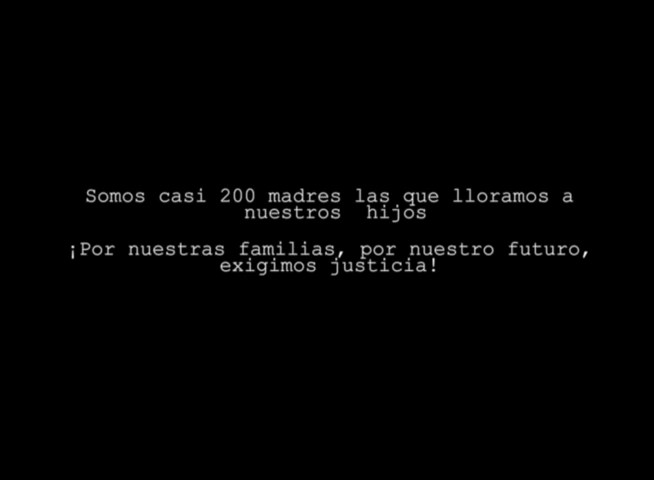 Somos casi 200 madres las que lloramos a
nuestros hijos
¡Por nuestras familias, por nuestro futuro,
exigimos justicia!